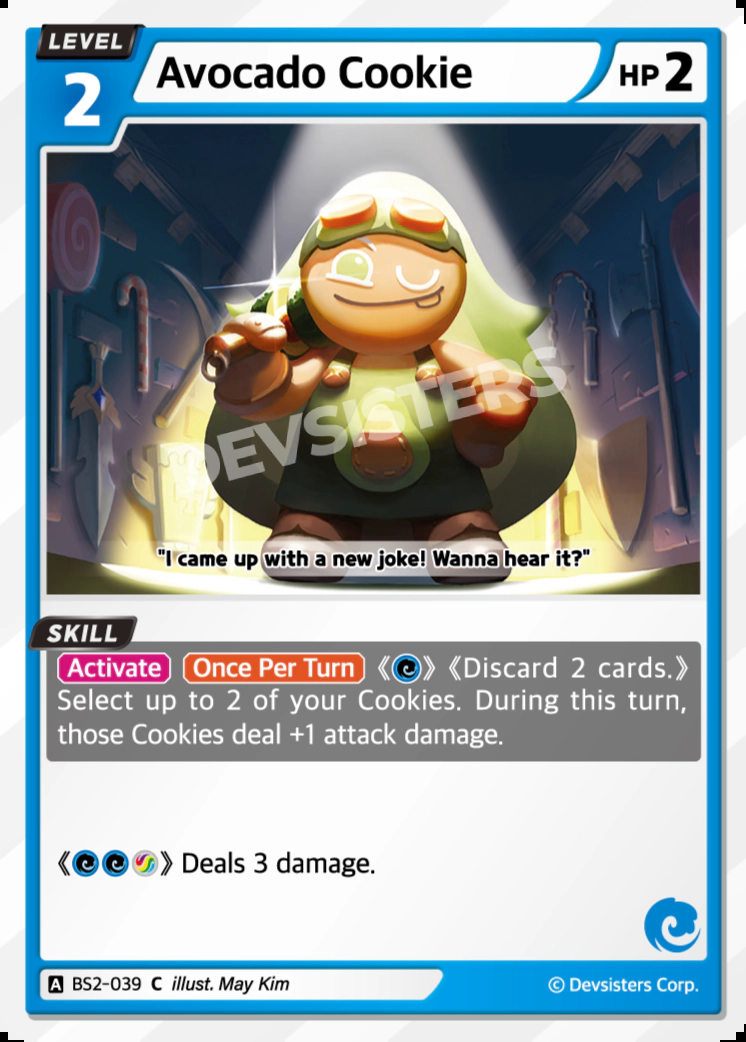 LEVEL
2
Avocado Cookie
HP 2
DEVSISTERS
"I came up with a new joke! Wanna hear it?"
SKILL
Activate Once Per Turn 《》 《Discard 2 cards.》
Select up to 2 of your Cookies. During this turn,
those Cookies deal +1 attack damage.
《》 Deals 3 damage.
A BS2-039 C illust. May Kim
© Devsisters Corp.